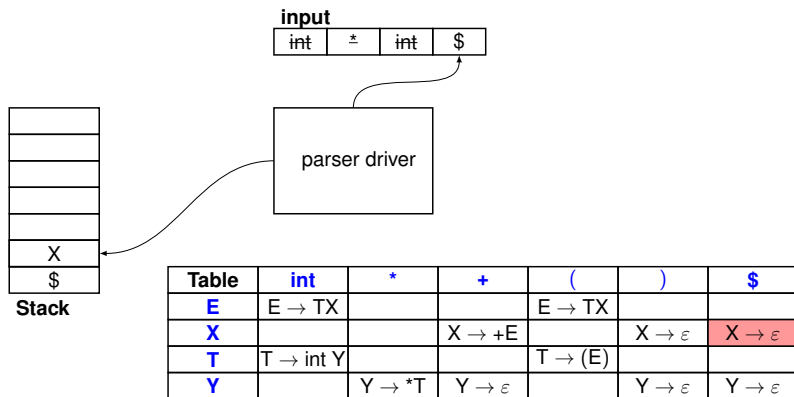 input
int * int $
parser driver
X
$
Stack
Table int * + ( ) $
E E → TX E → TX
X X → +E X → ε X → ε
T T → int Y T → (E)
Y Y → *T Y → ε Y → ε Y → ε